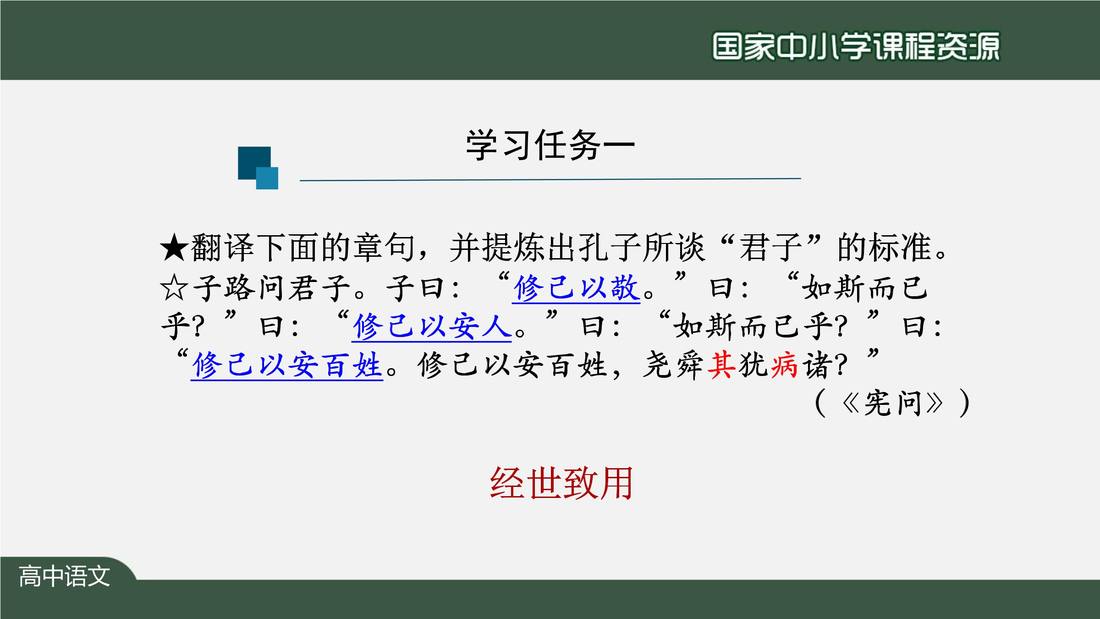 国家中小学课程资源
学习任务一
★翻译下面的章句，并提炼出孔子所谈“君子”的标准。
☆子路问君子。子曰：“修己以敬。”曰：“如斯而已
乎？”曰：“修己以安人。”曰：“如斯而已乎？”曰：
“修己以安百姓。修己以安百姓，尧舜其犹病诸？”
（《宪问》）
经世致用
高中语文